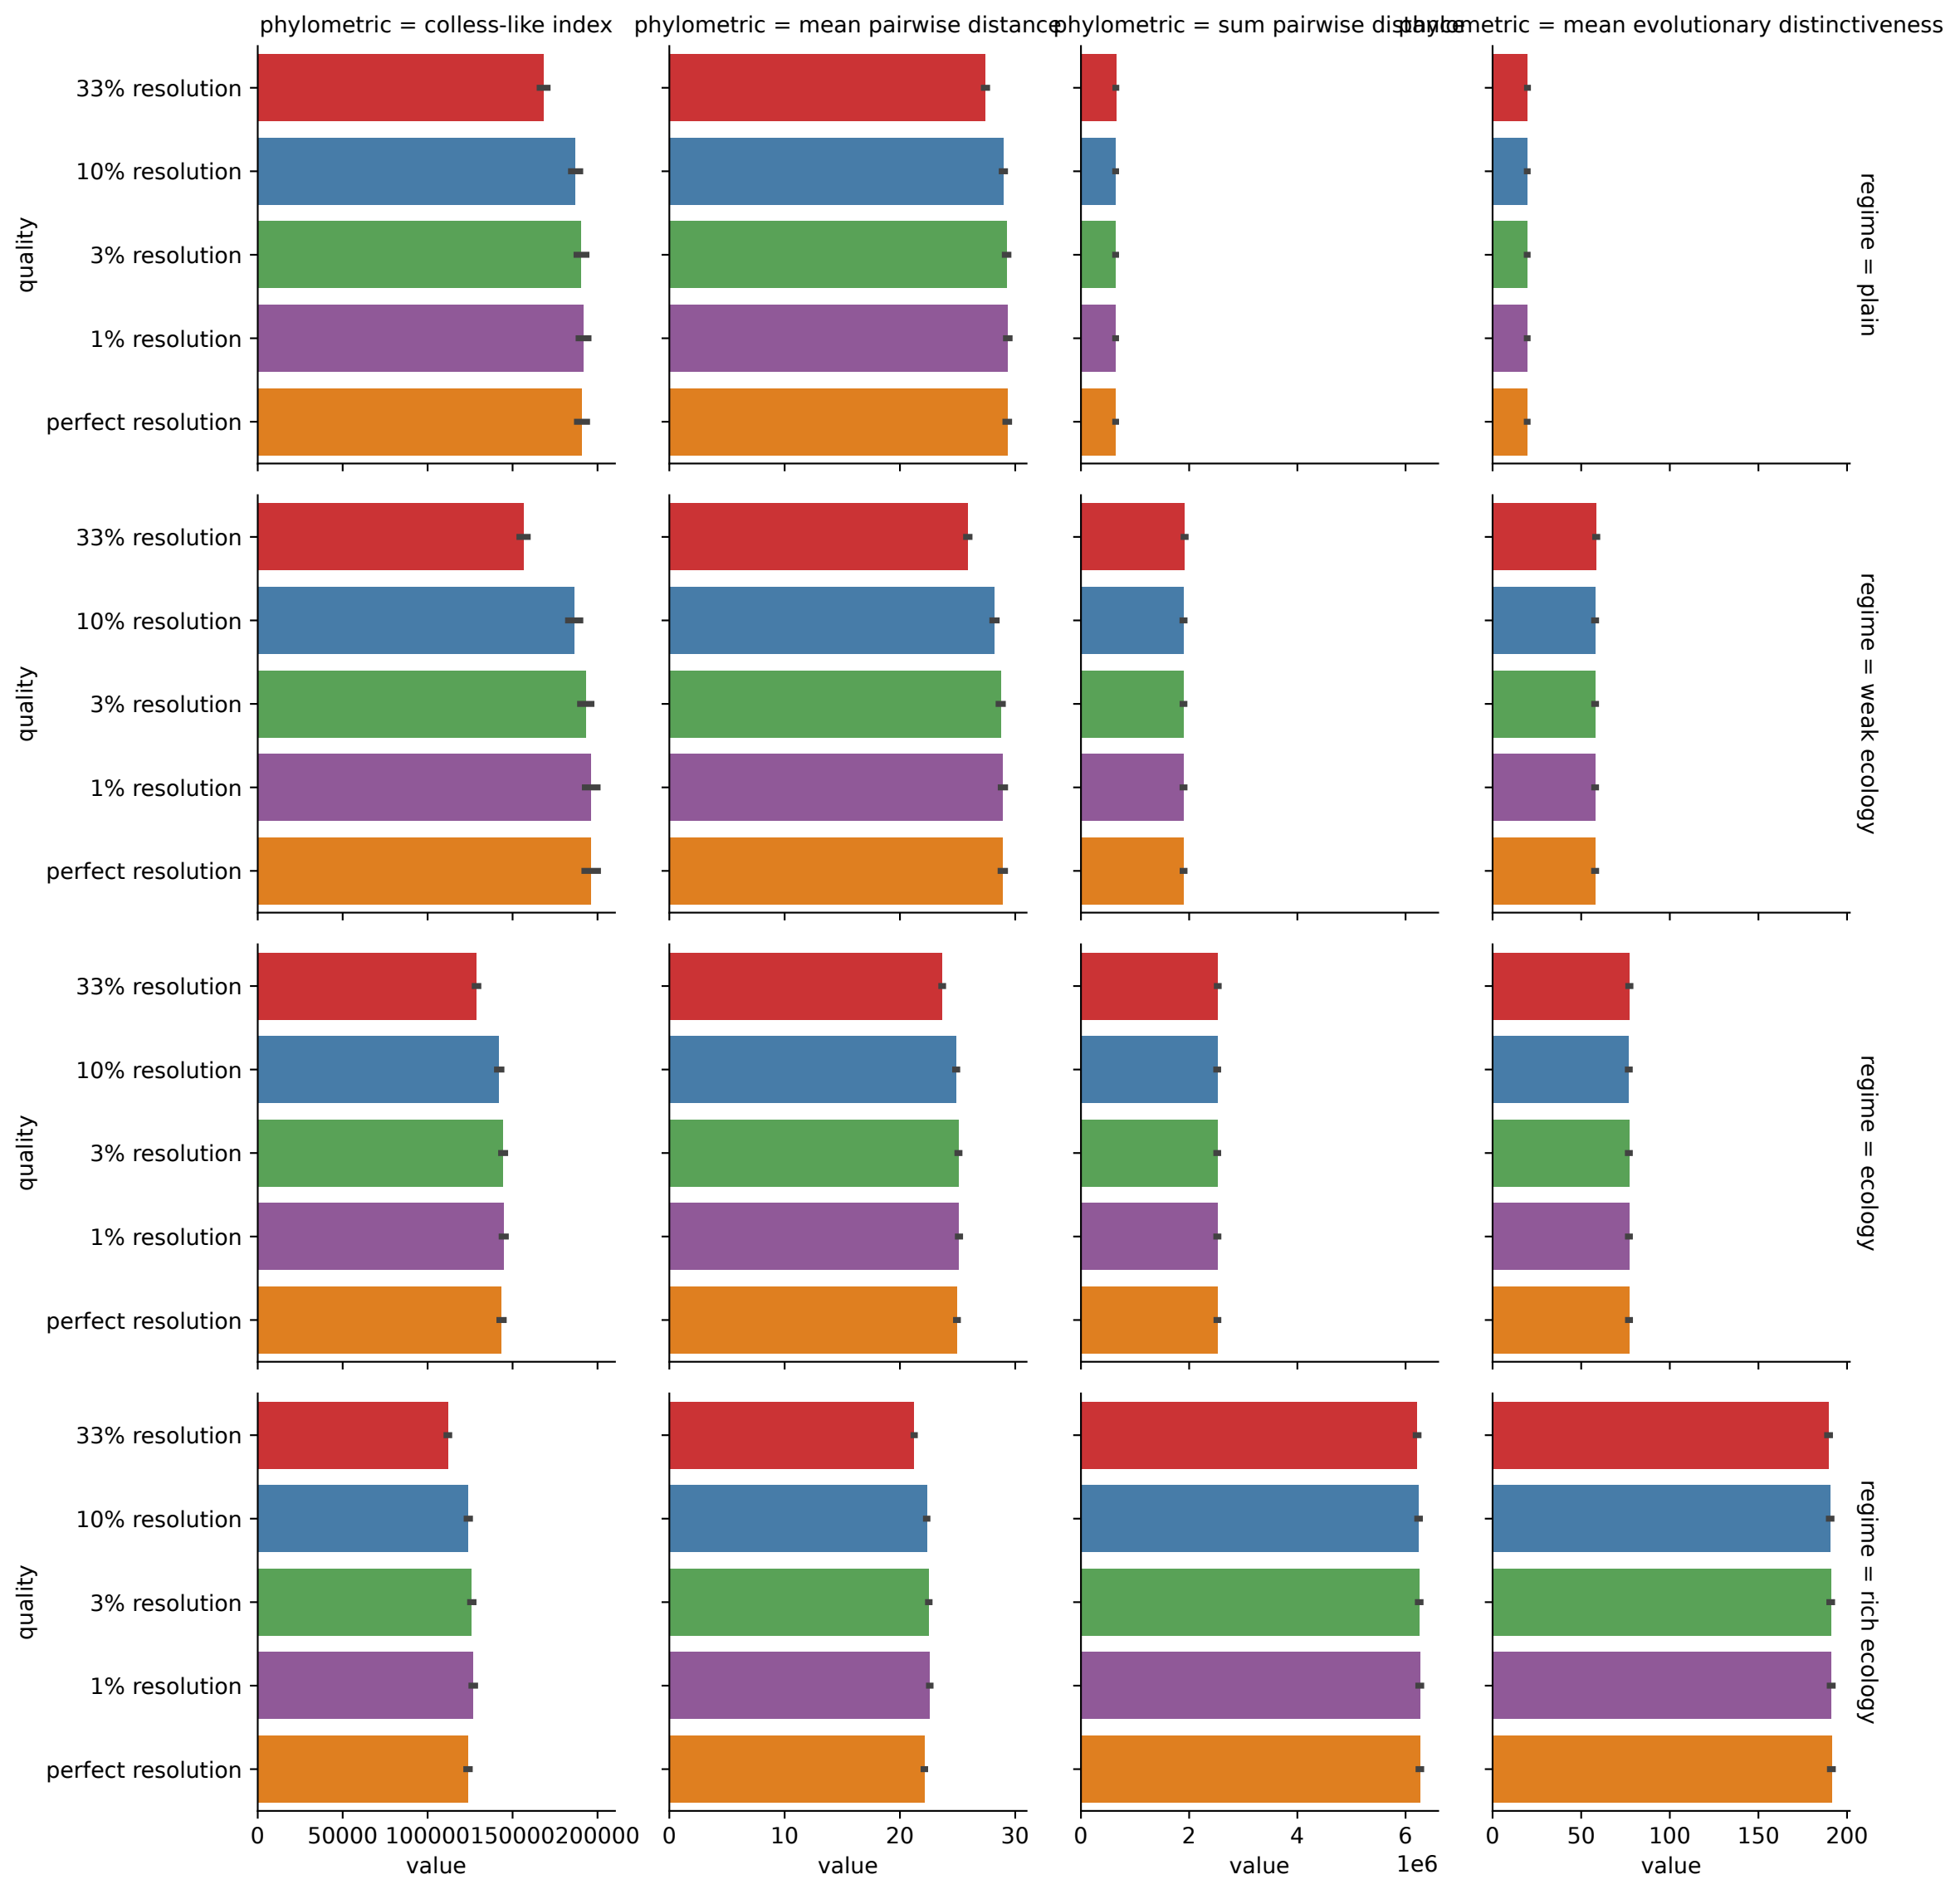 phylometric = colless-like index
phylometric = mean pairwise distance
phylometric = sum pairwise distance
phylometric = mean evolutionary distinctiveness
quality
33% resolution
10% resolution
3% resolution
1% resolution
perfect resolution
regime = plain
quality
33% resolution
10% resolution
3% resolution
1% resolution
perfect resolution
regime = weak ecology
quality
33% resolution
10% resolution
3% resolution
1% resolution
perfect resolution
regime = ecology
quality
33% resolution
10% resolution
3% resolution
1% resolution
perfect resolution
regime = rich ecology
0 50000 100000 150000 200000
value
0 10 20 30
value
0 2 4 6
1e6
value
0 50 100 150 200
value